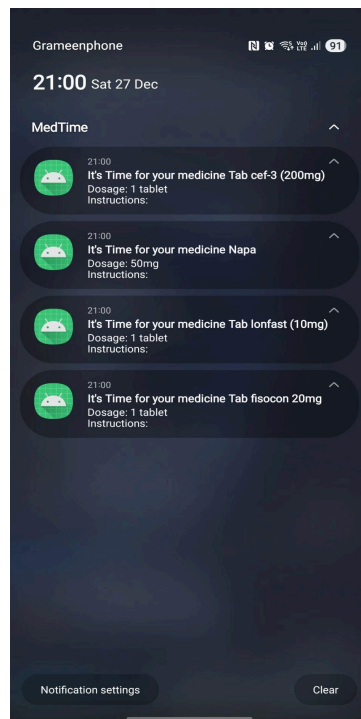 Grameenphone
Vo) LTE 91
21:00 Sat 27 Dec
MedTime
21:00
It's Time for your medicine Tab cef-3 (200mg)
Dosage: 1 tablet
Instructions:
21:00
It's Time for your medicine Napa
Dosage: 50mg
Instructions:
21:00
It's Time for your medicine Tab lonfast (10mg)
Dosage: 1 tablet
Instructions:
21:00
It's Time for your medicine Tab fisocon 20mg
Dosage: 1 tablet
Instructions:
Notification settings
Clear